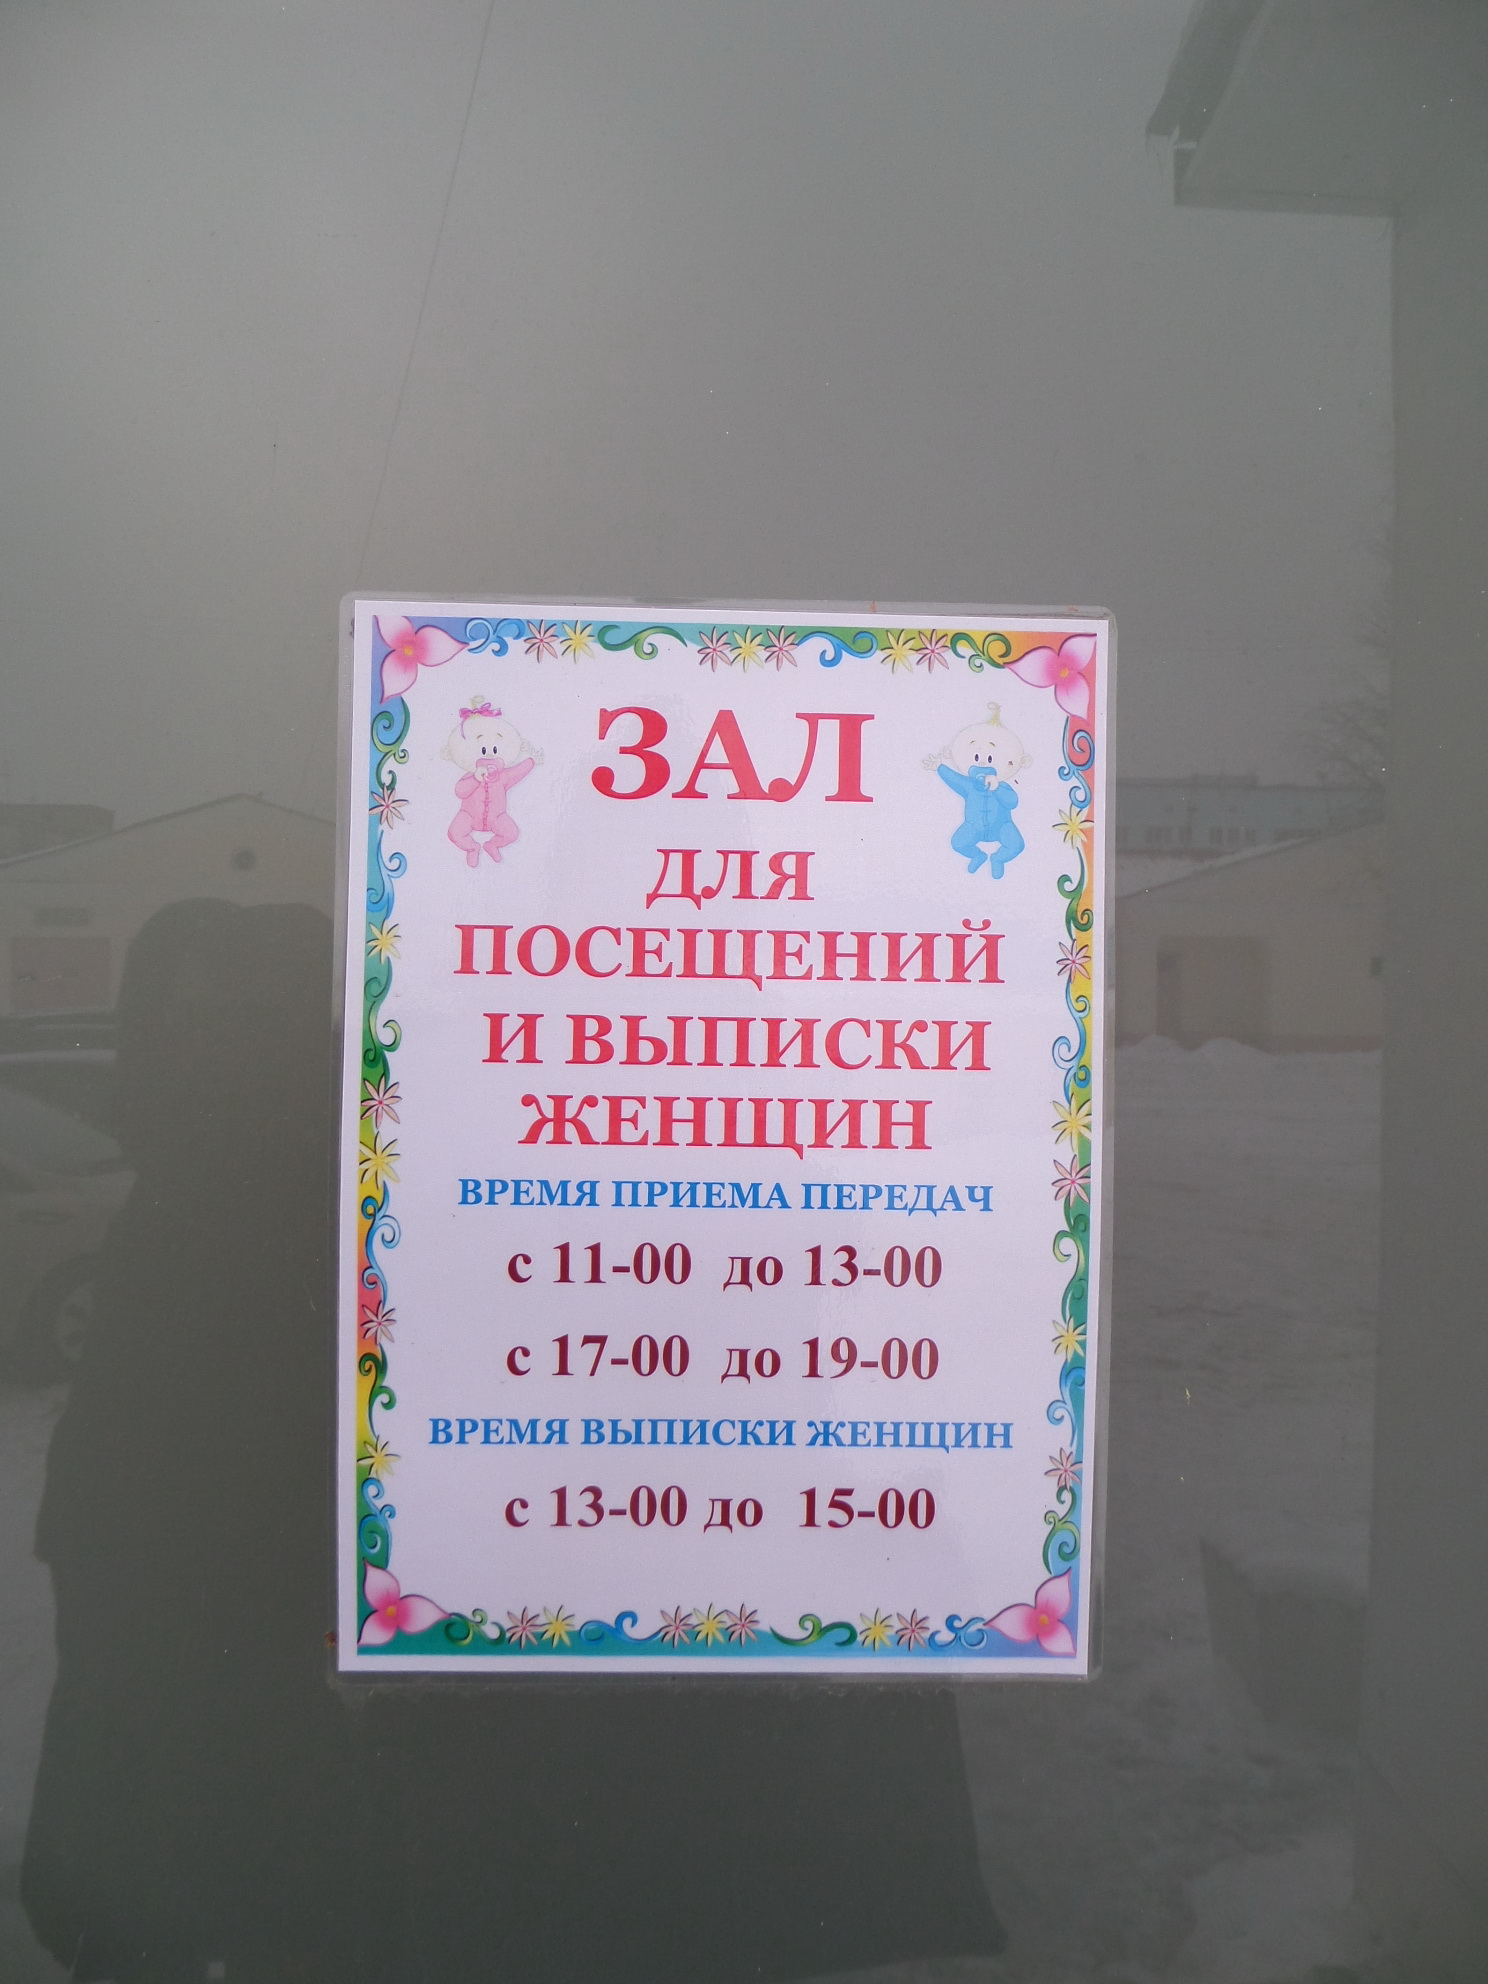 ЗАЛ
ДЛЯ
ПОСЕЩЕНИЙ
И ВЫПИСКИ
ЖЕНЩИН
ВРЕМЯ ПРИЕМА ПЕРЕДАЧ
с 11-00 до 13-00
с 17-00 до 19-00
ВРЕМЯ ВЫПИСКИ ЖЕНЩИН
с 13-00 до 15-00